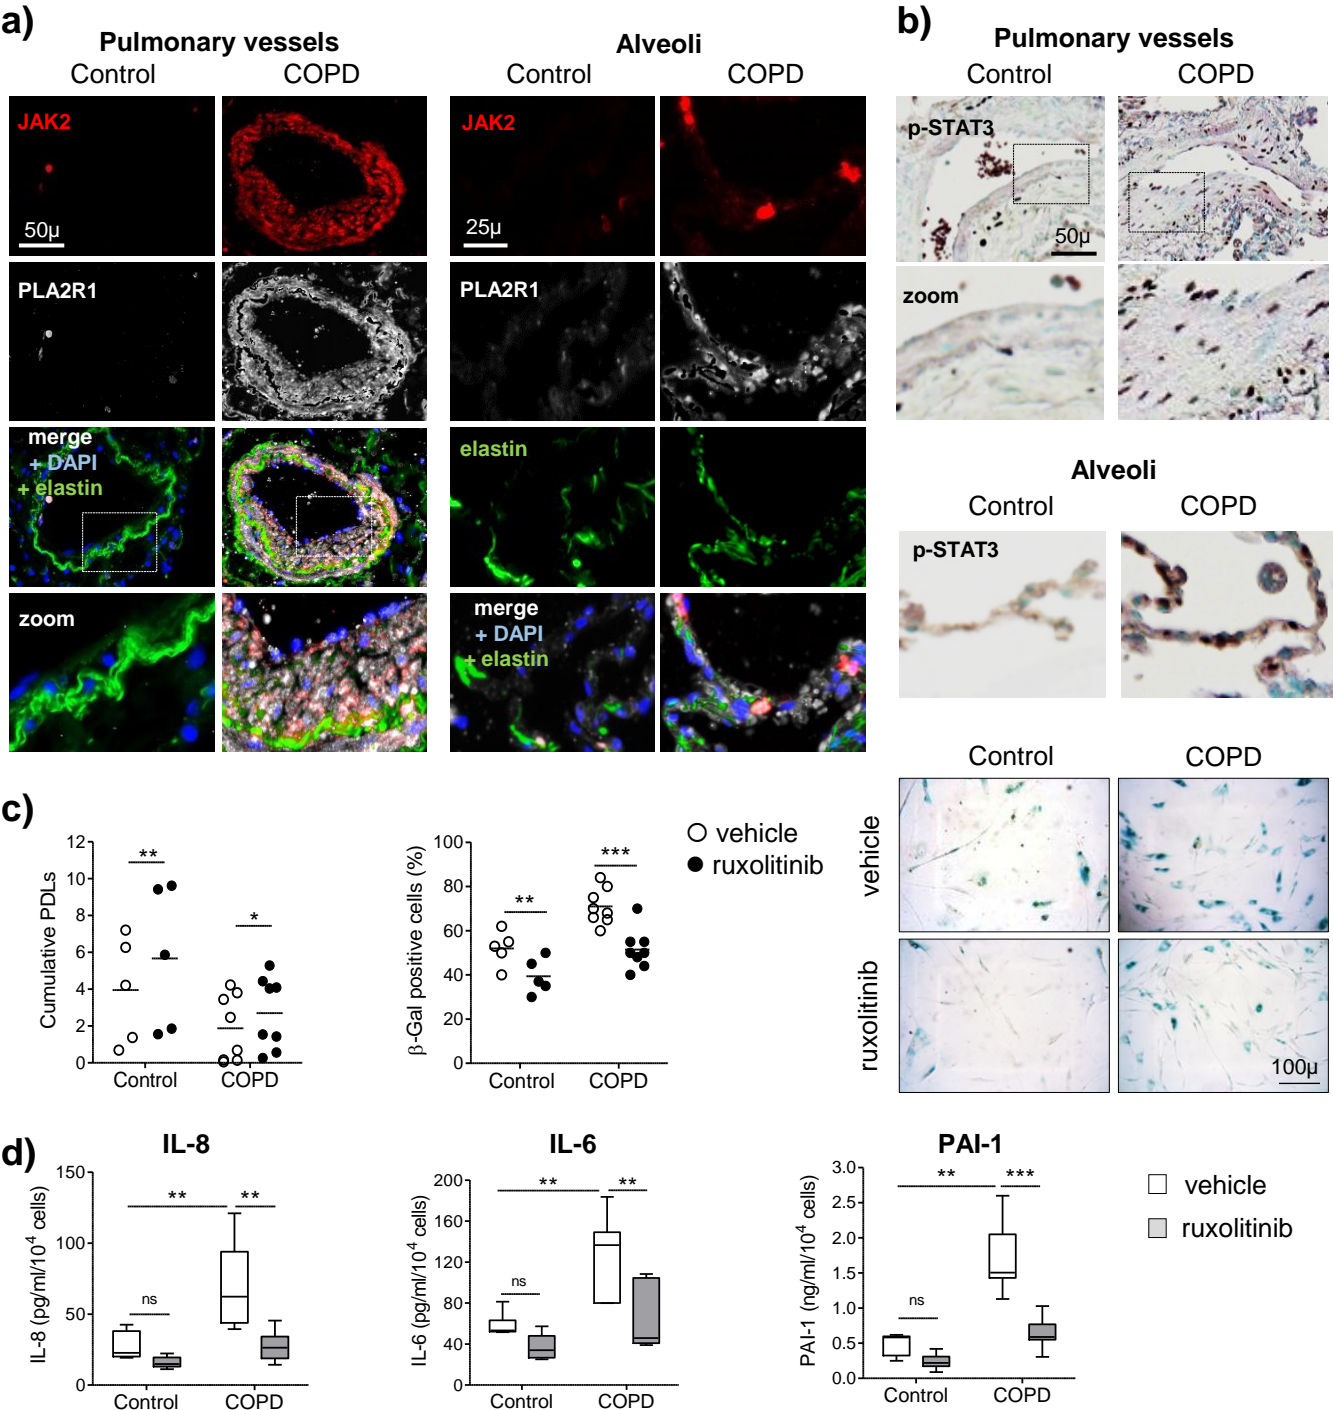 a)
Pulmonary vessels
Control COPD
JAK2
50µ
PLA2R1
merge
+ DAPI
+ elastin
zoom
Alveoli
Control COPD
JAK2
25µ
PLA2R1
elastin
merge
+ DAPI
+ elastin
b)
Pulmonary vessels
Control COPD
p-STAT3
50µ
zoom
Alveoli
Control COPD
p-STAT3
c)
Cumulative PDLs
12
10
8
6
4
2
0
**
*
Control COPD
β-Gal positive cells (%)
100
80
60
40
20
0
**
***
Control COPD
vehicle
ruxolitinib
Control COPD
vehicle
ruxolitinib
100µ
d)
IL-8
IL-8 (pg/ml/10⁴ cells)
150
100
50
0
** **
ns
Control COPD
IL-6
IL-6 (pg/ml/10⁴ cells)
200
160
120
80
40
0
** **
ns
Control COPD
PAI-1
PAI-1 (ng/ml/10⁴ cells)
3.0
2.5
2.0
1.5
1.0
0.5
0.0
** ***
ns
Control COPD
vehicle
ruxolitinib